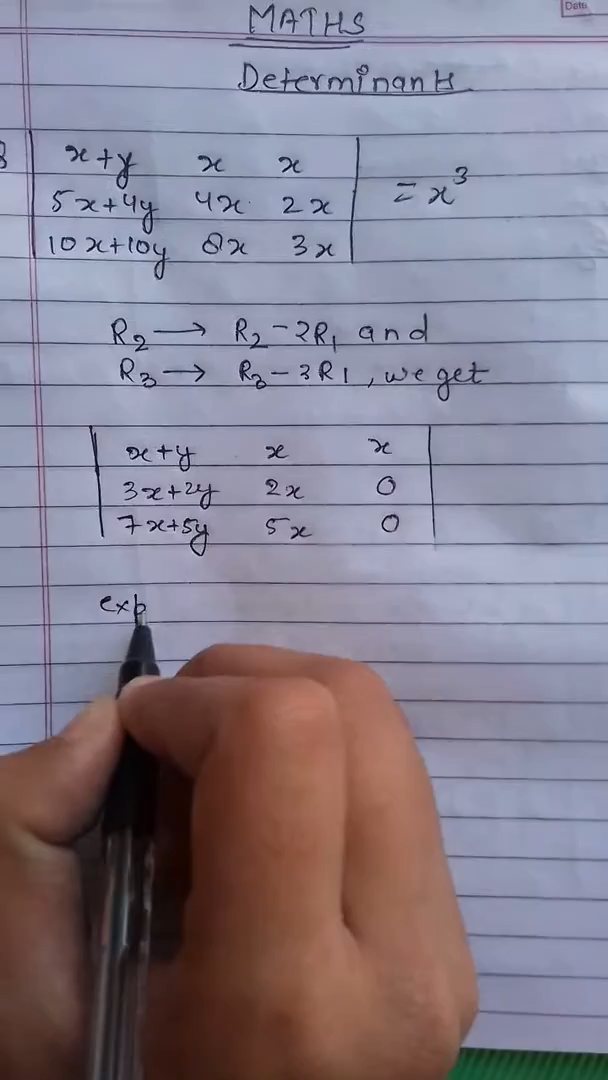 Date
MATHS
Determinants
x+y x x
5x+4y 4x 2x = x³
10x+10y 8x 3x
R₂ → R₂-2R₁ and
R₃ → R₃-3R₁, we get
x+y x x
3x+2y 2x 0
7x+5y 5x 0
exp